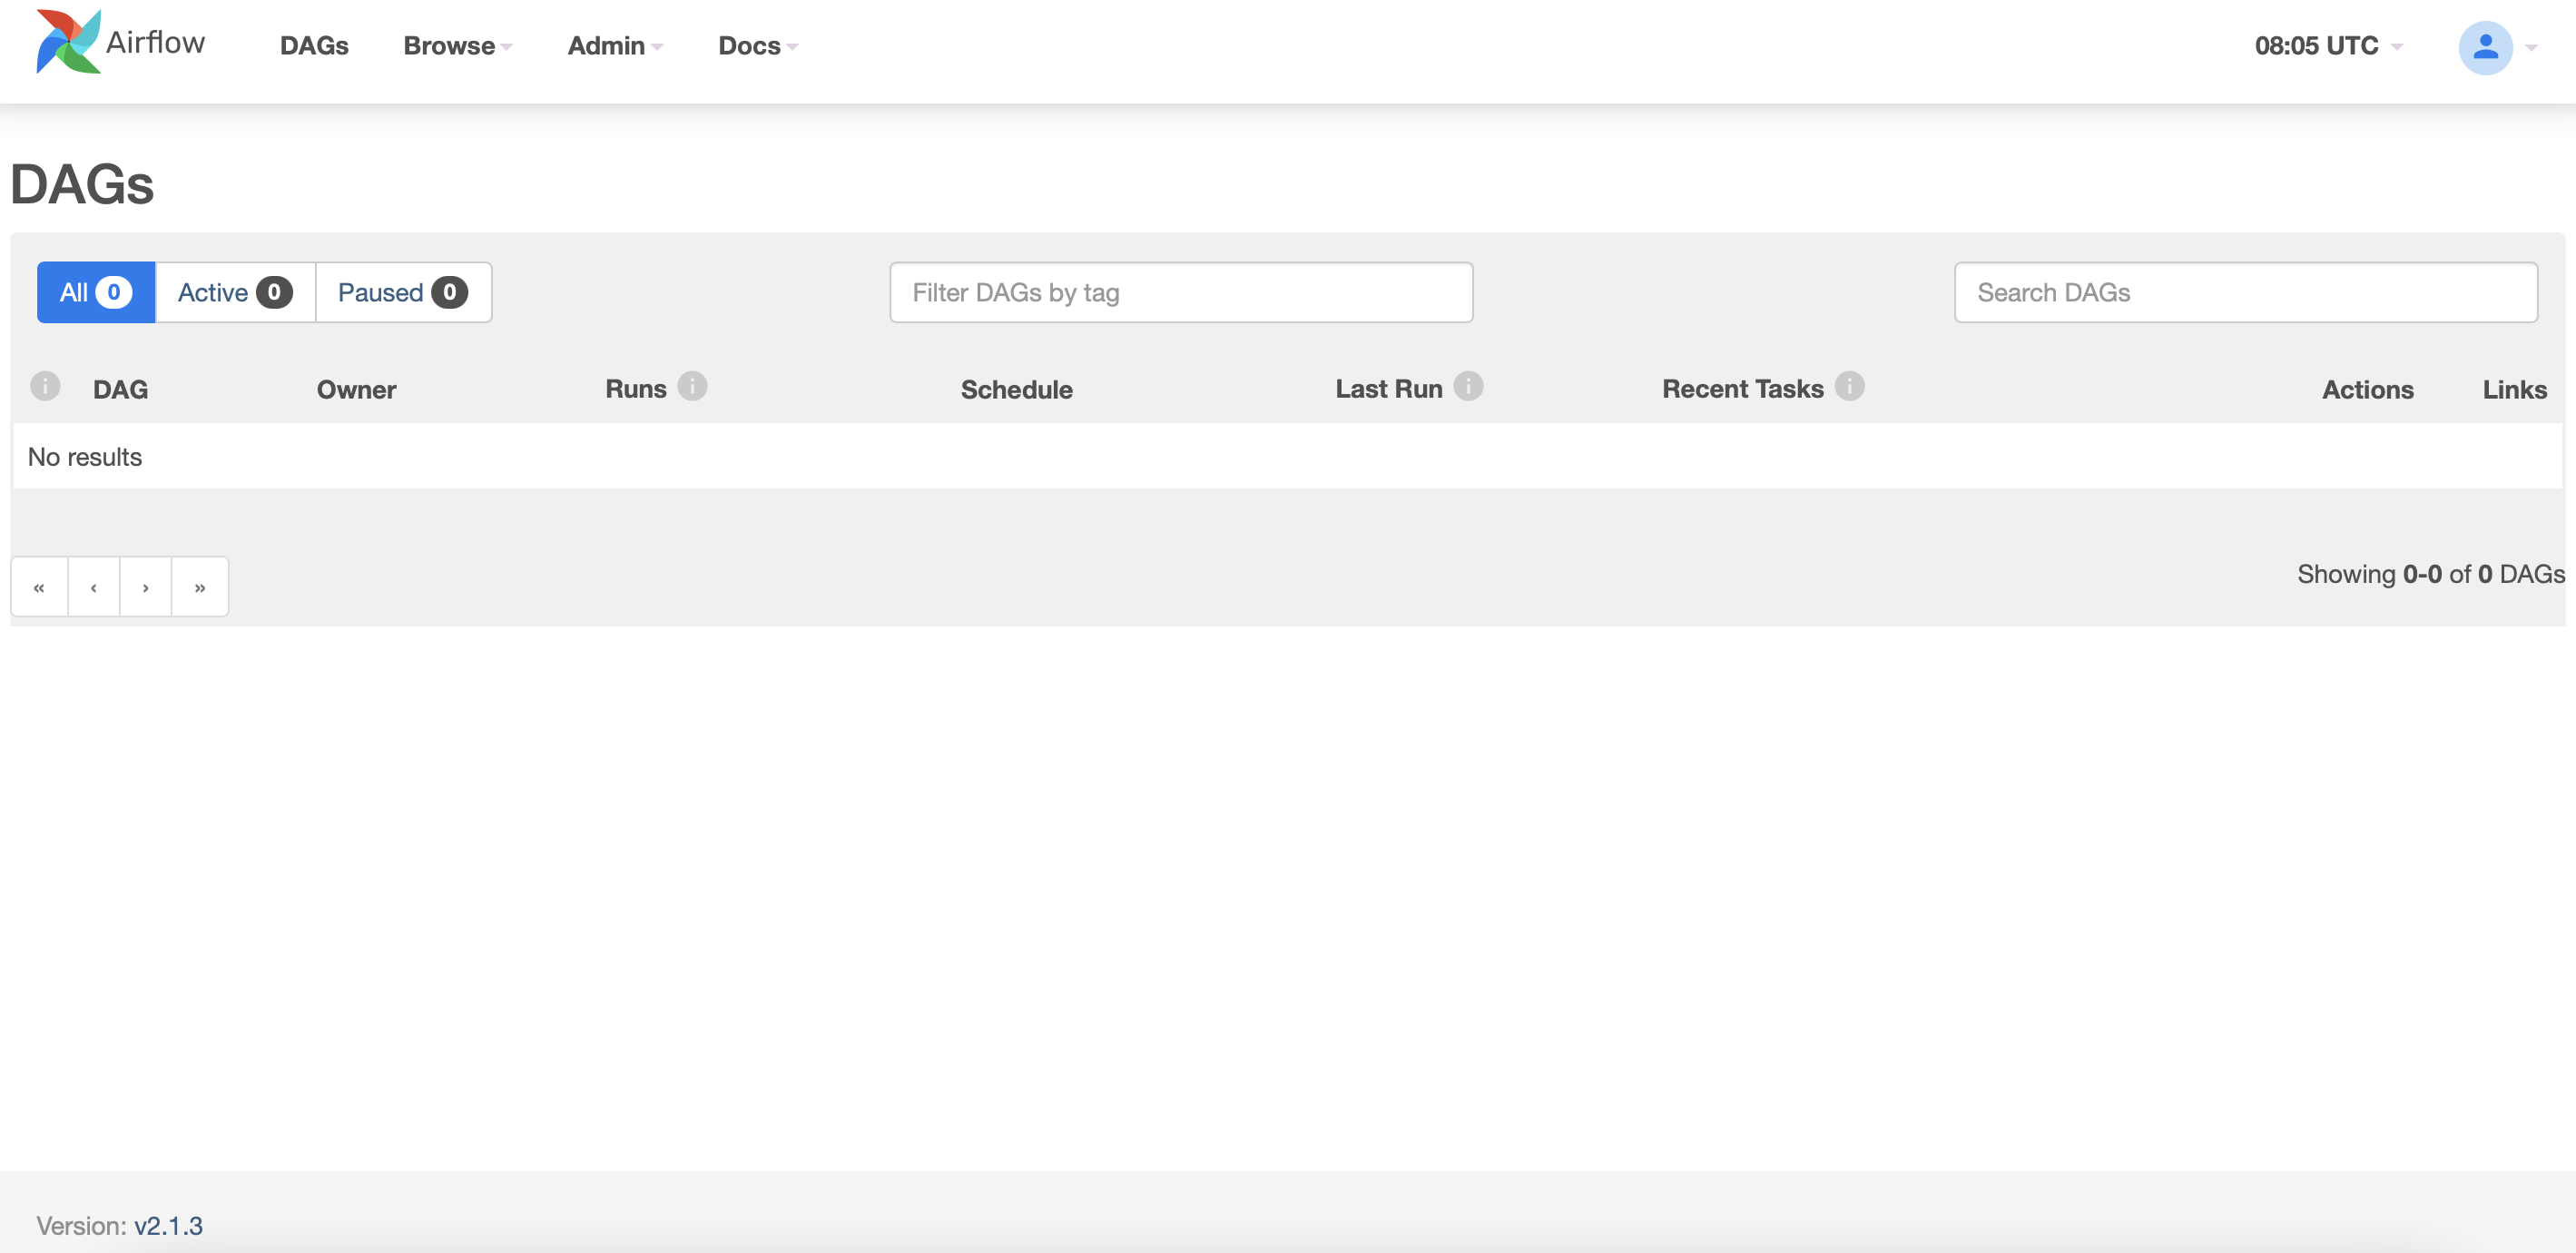 Airflow DAGs Browse Admin Docs 08:05 UTC
DAGs
All 0 Active 0 Paused 0 Filter DAGs by tag Search DAGs
i DAG Owner Runs i Schedule Last Run i Recent Tasks i Actions Links
No results
« ‹ › » Showing 0-0 of 0 DAGs
Version: v2.1.3